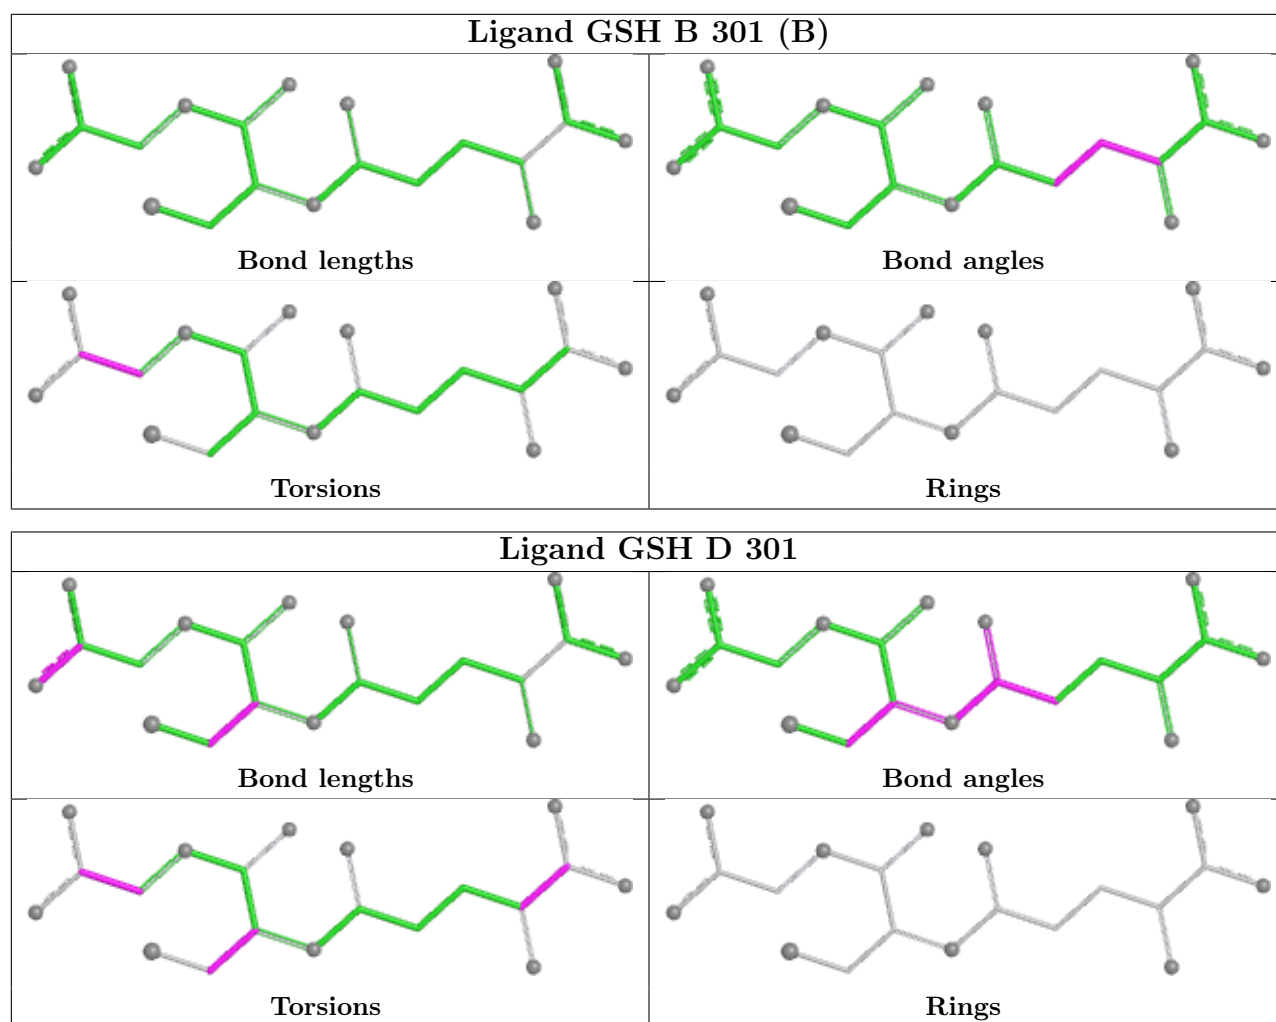 Ligand GSH B 301 (B)
Bond lengths
Bond angles
Torsions
Rings
Ligand GSH D 301
Bond lengths
Bond angles
Torsions
Rings